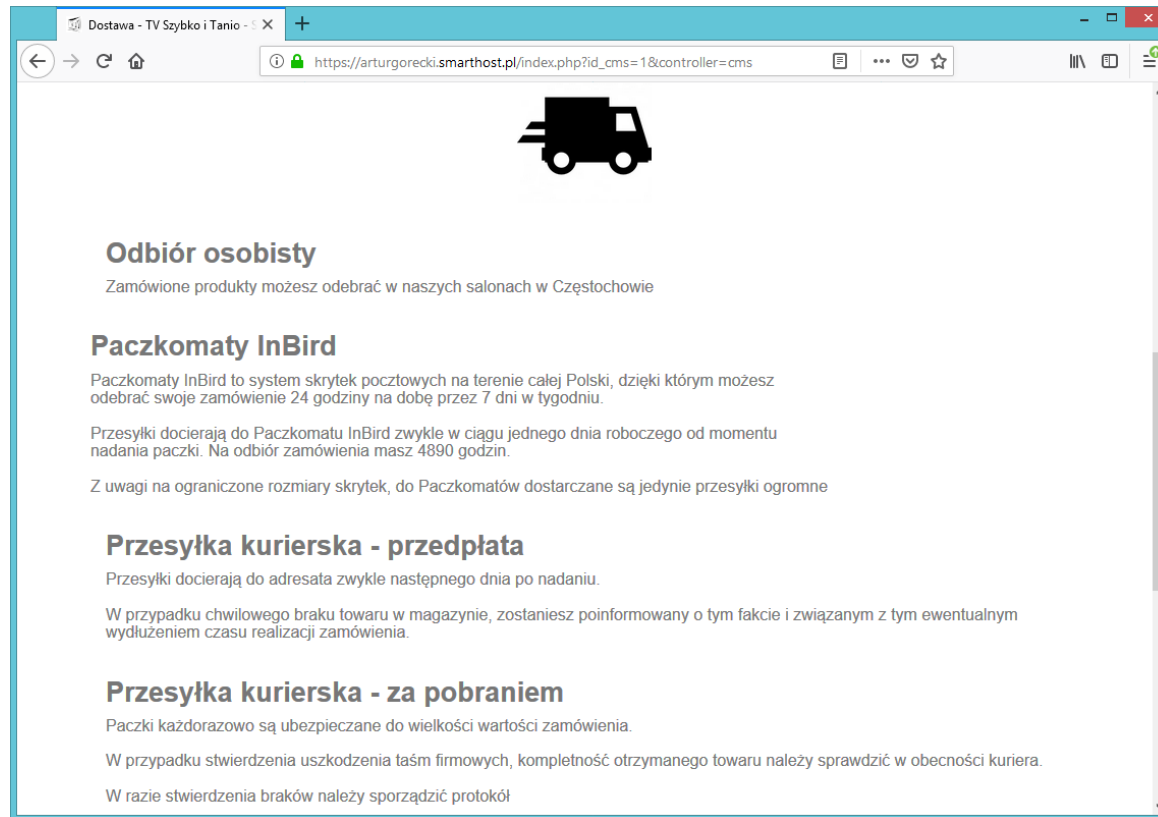 Dostawa - TV Szybko i Tanio - S
https://arturgorecki.smarthost.pl/index.php?id_cms=1&controller=cms
Odbiór osobisty
Zamówione produkty możesz odebrać w naszych salonach w Częstochowie
Paczkomaty InBird
Paczkomaty InBird to system skrytek pocztowych na terenie całej Polski, dzięki którym możesz
odebrać swoje zamówienie 24 godziny na dobę przez 7 dni w tygodniu.
Przesyłki docierają do Paczkomatu InBird zwykle w ciągu jednego dnia roboczego od momentu
nadania paczki. Na odbiór zamówienia masz 4890 godzin.
Z uwagi na ograniczone rozmiary skrytek, do Paczkomatów dostarczane są jedynie przesyłki ogromne
Przesyłka kurierska - przedpłata
Przesyłki docierają do adresata zwykle następnego dnia po nadaniu.
W przypadku chwilowego braku towaru w magazynie, zostaniesz poinformowany o tym fakcie i związanym z tym ewentualnym
wydłużeniem czasu realizacji zamówienia.
Przesyłka kurierska - za pobraniem
Paczki każdorazowo są ubezpieczane do wielkości wartości zamówienia.
W przypadku stwierdzenia uszkodzenia taśm firmowych, kompletność otrzymanego towaru należy sprawdzić w obecności kuriera.
W razie stwierdzenia braków należy sporządzić protokół